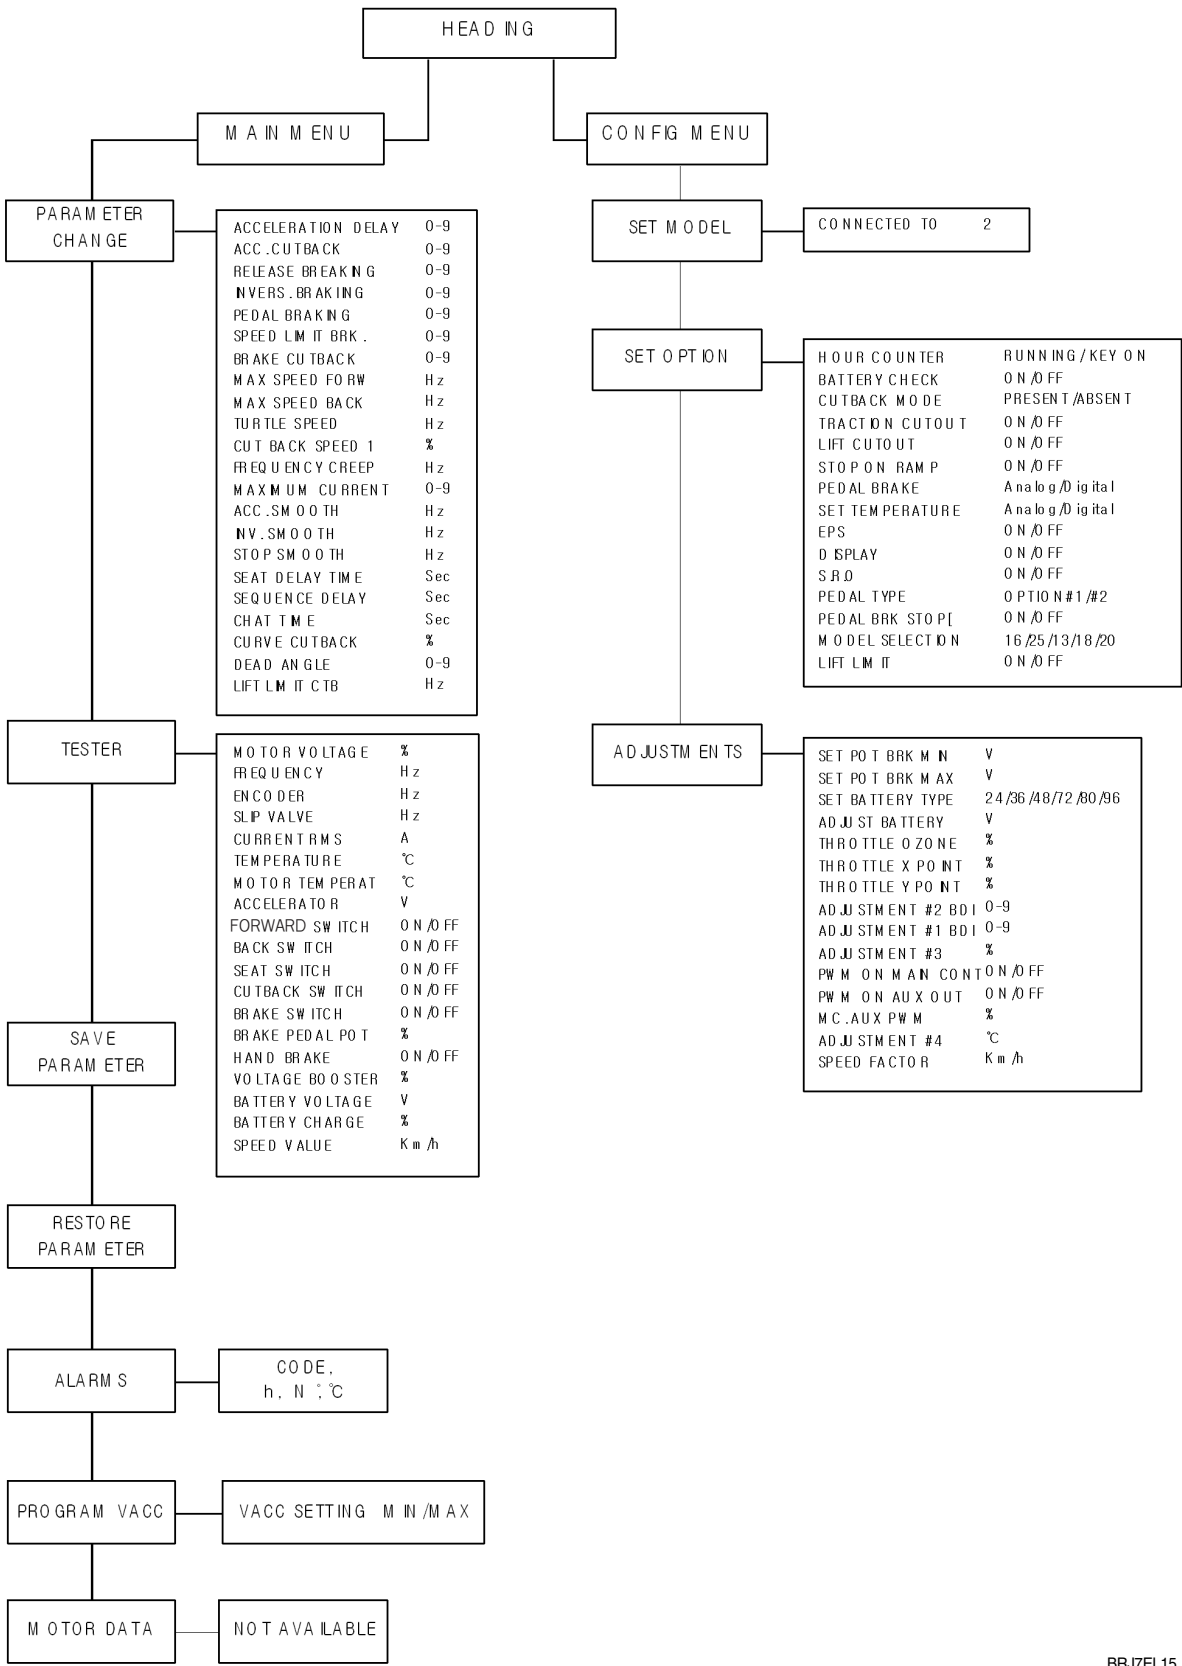 HEADING
MAIN MENU
CONFIG MENU
PARAMETER
CHANGE
ACCELERATION DELAY 0-9
ACC.CUTBACK 0-9
RELEASE BREAKING 0-9
INVERS.BRAKING 0-9
PEDAL BRAKING 0-9
SPEED LIMIT BRK. 0-9
BRAKE CUTBACK 0-9
MAX SPEED FORW Hz
MAX SPEED BACK Hz
TURTLE SPEED Hz
CUT BACK SPEED 1 %
FREQUENCY CREEP Hz
MAXIMUM CURRENT 0-9
ACC.SMOOTH Hz
INV.SMOOTH Hz
STOP SMOOTH Hz
SEAT DELAY TIME Sec
SEQUENCE DELAY Sec
CHAT TIME Sec
CURVE CUTBACK %
DEAD ANGLE 0-9
LIFT LIMIT CTB Hz
SET MODEL
CONNECTED TO 2
SET OPTION
HOUR COUNTER RUNNING/KEY ON
BATTERY CHECK ON/OFF
CUTBACK MODE PRESENT/ABSENT
TRACTION CUTOUT ON/OFF
LIFT CUTOUT ON/OFF
STOP ON RAMP ON/OFF
PEDAL BRAKE Analog/Digital
SET TEMPERATURE Analog/Digital
EPS ON/OFF
DISPLAY ON/OFF
S.R.O ON/OFF
PEDAL TYPE OPTION#1/#2
PEDAL BRK STOP[ ON/OFF
MODEL SELECTION 16/25/13/18/20
LIFT LIMIT ON/OFF
TESTER
MOTOR VOLTAGE %
FREQUENCY Hz
ENCODER Hz
SLIP VALVE Hz
CURRENT RMS A
TEMPERATURE ℃
MOTOR TEMPERAT ℃
ACCELERATOR V
FORWARD SWITCH ON/OFF
BACK SWITCH ON/OFF
SEAT SWITCH ON/OFF
CUTBACK SWITCH ON/OFF
BRAKE SWITCH ON/OFF
BRAKE PEDAL POT %
HAND BRAKE ON/OFF
VOLTAGE BOOSTER %
BATTERY VOLTAGE V
BATTERY CHARGE %
SPEED VALUE Km/h
ADJUSTMENTS
SET POT BRK MIN V
SET POT BRK MAX V
SET BATTERY TYPE 24/36/48/72/80/96
ADJUST BATTERY V
THROTTLE 0 ZONE %
THROTTLE X POINT %
THROTTLE Y POINT %
ADJUSTMENT #2 BDI 0-9
ADJUSTMENT #1 BDI 0-9
ADJUSTMENT #3 %
PWM ON MAIN CONT ON/OFF
PWM ON AUX OUT ON/OFF
MC.AUX PWM %
ADJUSTMENT #4 ℃
SPEED FACTOR Km/h
SAVE
PARAMETER
RESTORE
PARAMETER
ALARMS
CODE,
h, N°,℃
PROGRAM VACC
VACC SETTING MIN/MAX
MOTOR DATA
NOT AVAILABLE
BRJ7EL15